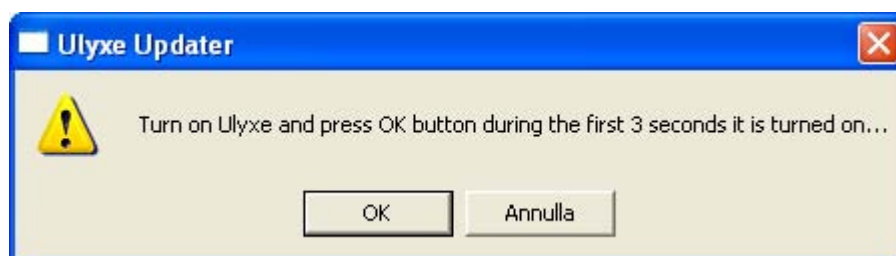 Ulyxe Updater
Turn on Ulyxe and press OK button during the first 3 seconds it is turned on...
OK
Annulla